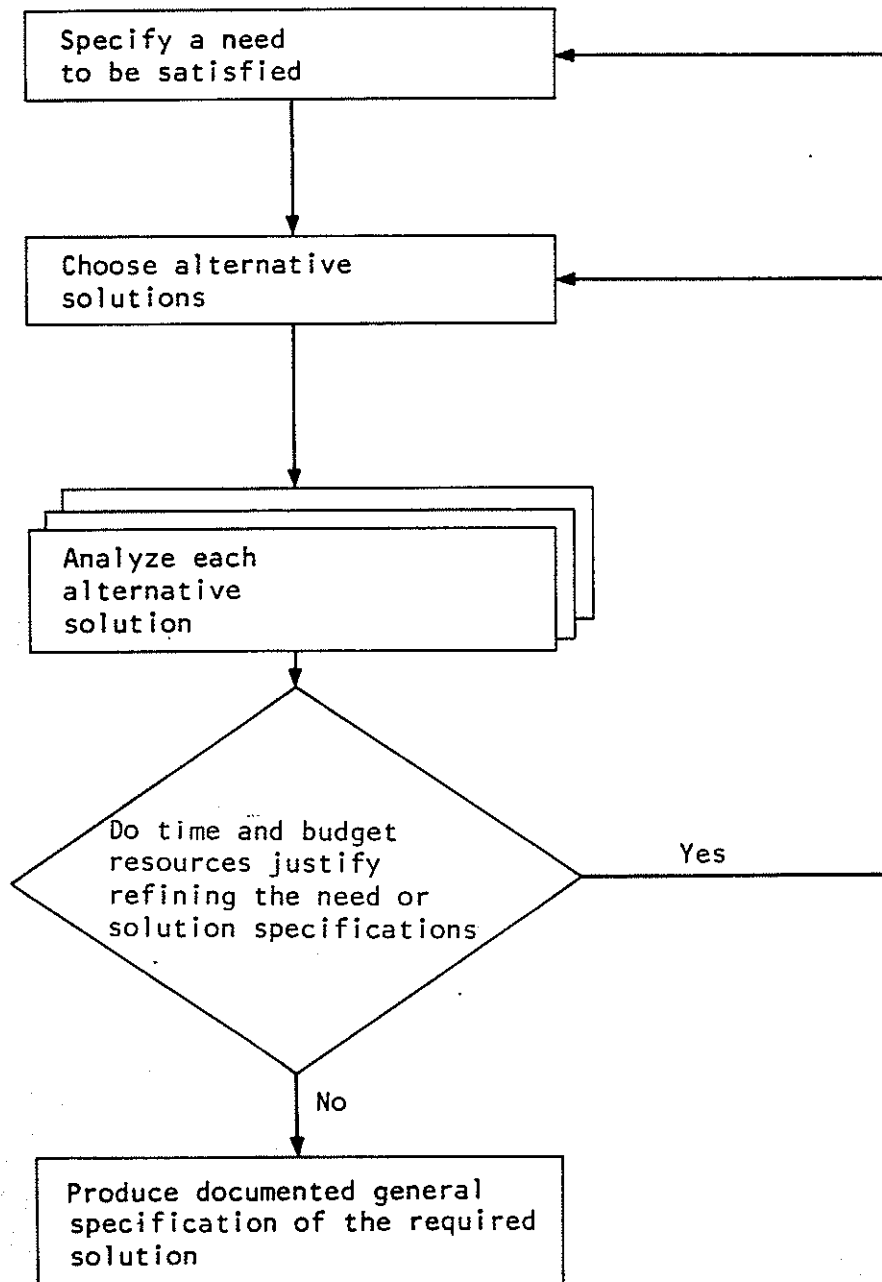 Specify a need
to be satisfied
Choose alternative
solutions
Analyze each
alternative
solution
Do time and budget
resources justify
refining the need or
solution specifications
Yes
No
Produce documented general
specification of the required
solution